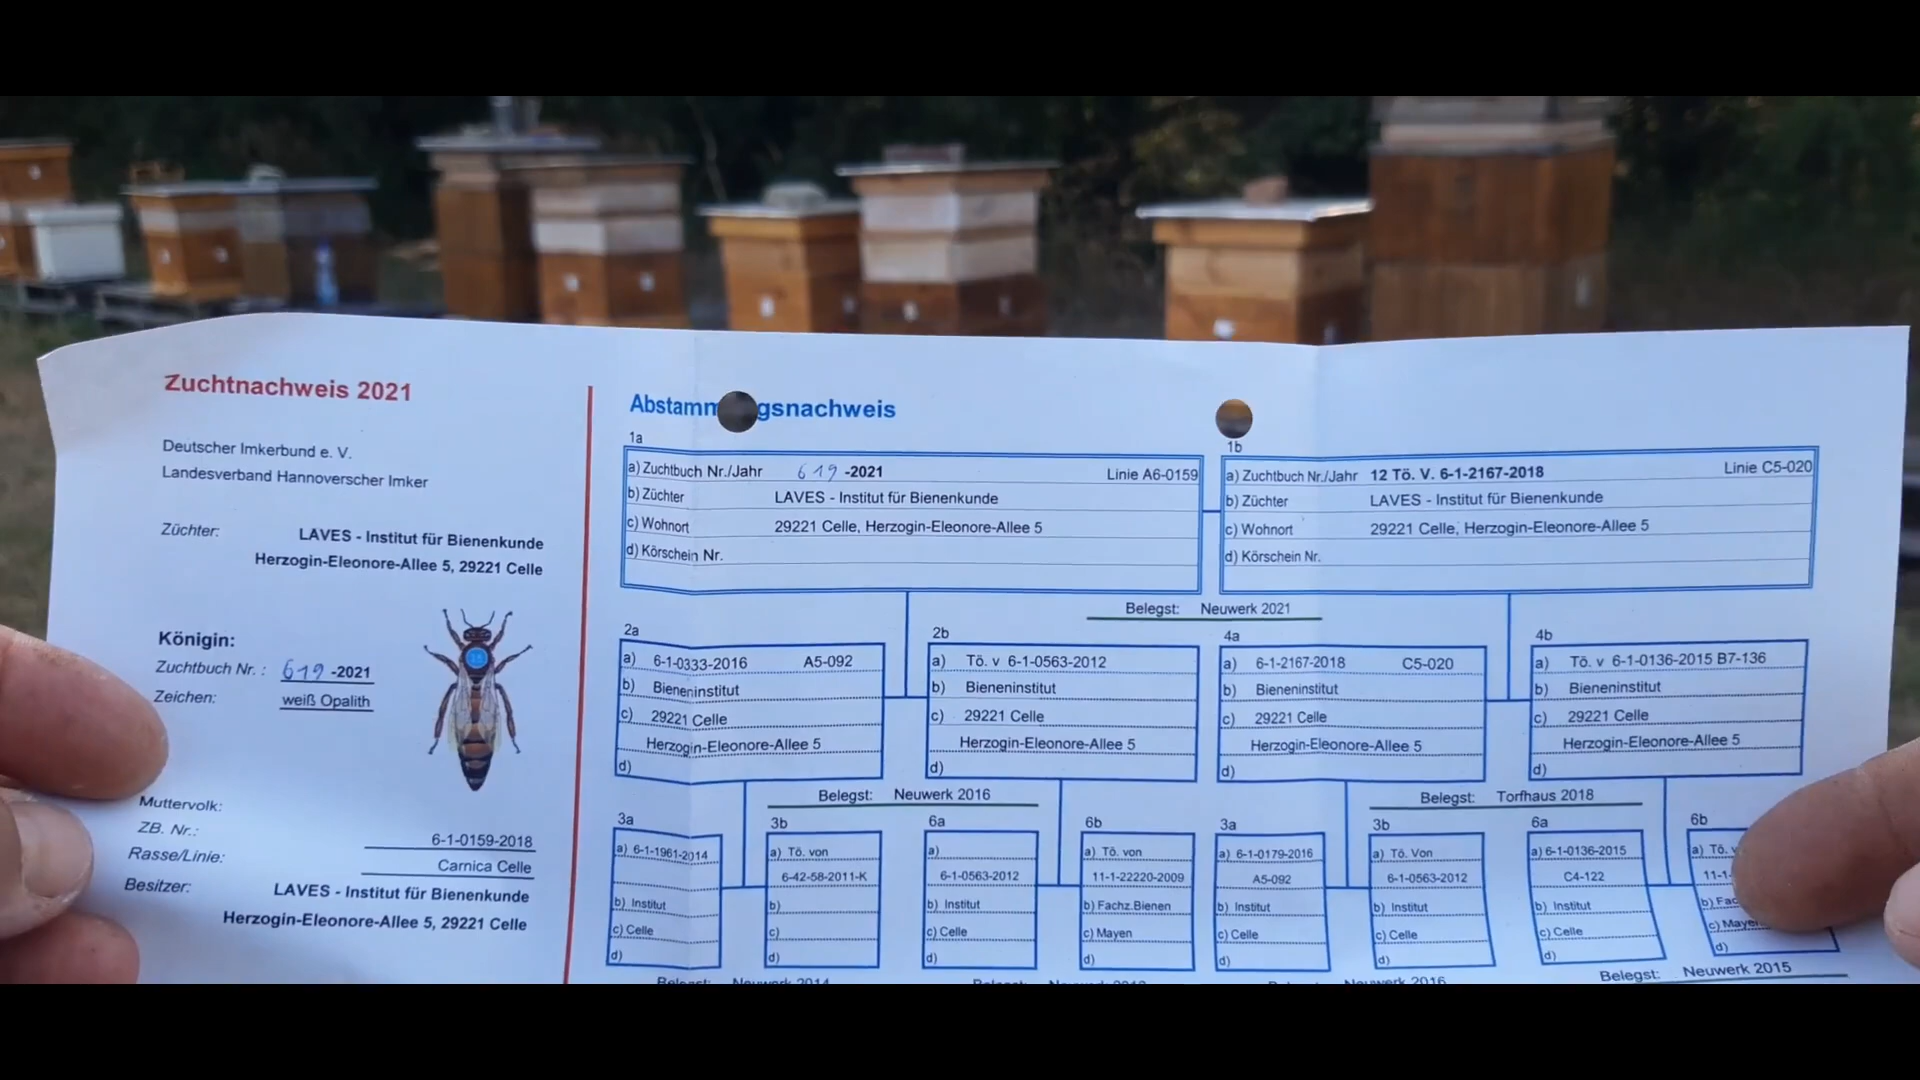 Zuchtnachweis 2021
Deutscher Imkerbund e. V.
Landesverband Hannoverscher Imker
Züchter: LAVES - Institut für Bienenkunde
Herzogin-Eleonore-Allee 5, 29221 Celle
Königin:
Zuchtbuch Nr. : 619 -2021
Zeichen: weiß Opalith
Muttervolk:
ZB. Nr.: 6-1-0159-2018
Rasse/Linie: Carnica Celle
Besitzer: LAVES - Institut für Bienenkunde
Herzogin-Eleonore-Allee 5, 29221 Celle
Abstamm gsnachweis
1a
a) Zuchtbuch Nr./Jahr 619 -2021 Linie A6-0159
b) Züchter LAVES - Institut für Bienenkunde
c) Wohnort 29221 Celle, Herzogin-Eleonore-Allee 5
d) Körschein Nr.
1b
a) Zuchtbuch Nr./Jahr 12 Tö. V. 6-1-2167-2018 Linie C5-020
b) Züchter LAVES - Institut für Bienenkunde
c) Wohnort 29221 Celle, Herzogin-Eleonore-Allee 5
d) Körschein Nr.
Belegst: Neuwerk 2021
2a
a) 6-1-0333-2016 A5-092
b) Bieneninstitut
c) 29221 Celle
Herzogin-Eleonore-Allee 5
d)
2b
a) Tö. v 6-1-0563-2012
b) Bieneninstitut
c) 29221 Celle
Herzogin-Eleonore-Allee 5
d)
4a
a) 6-1-2167-2018 C5-020
b) Bieneninstitut
c) 29221 Celle
Herzogin-Eleonore-Allee 5
d)
4b
a) Tö. v 6-1-0136-2015 B7-136
b) Bieneninstitut
c) 29221 Celle
Herzogin-Eleonore-Allee 5
d)
Belegst: Neuwerk 2016
Belegst: Torfhaus 2018
3a
a) 6-1-1961-2014
b) Institut
c) Celle
d)
3b
a) Tö. von
6-42-58-2011-K
b)
c)
d)
6a
a)
6-1-0563-2012
b) Institut
c) Celle
d)
6b
a) Tö. von
11-1-22220-2009
b) Fachz.Bienen
c) Mayen
d)
3a
a) 6-1-0179-2016
A5-092
b) Institut
c) Celle
d)
3b
a) Tö. Von
6-1-0563-2012
b) Institut
c) Celle
d)
6a
a) 6-1-0136-2015
C4-122
b) Institut
c) Celle
d)
6b
a) Tö. v
11-1-
b) Fac
c) Maye
d)
Belegst: Neuwerk 2015